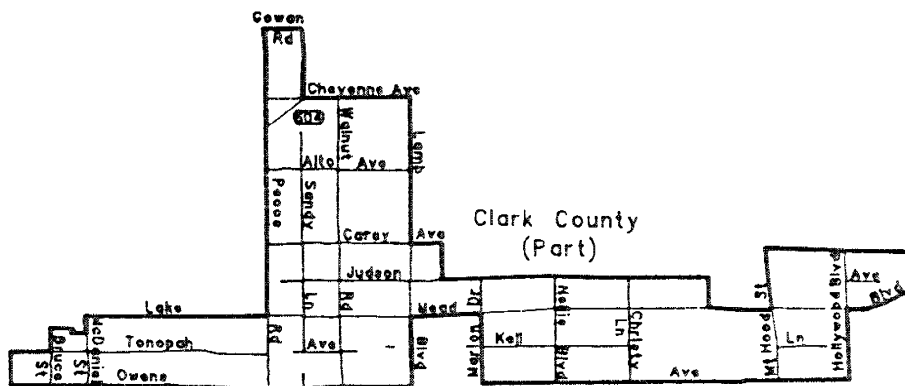 Gowan
Rd
Cheyenne Ave
604
Walnut
Lamb
Alto Ave
Pecos
Sandy
Clark County
(Part)
Carey Ave
Judson
Hollywood Blvd
Ave
Blvd
St
Lake Mead
Ln
Rd
Dr
Nellis
Ln
Christy
Mt Hood
McDaniel
St
Bruce
St
Tonopah
Rd
Ave
Blvd
Marion
Kell
Blvd
Ln
Owens
Ave